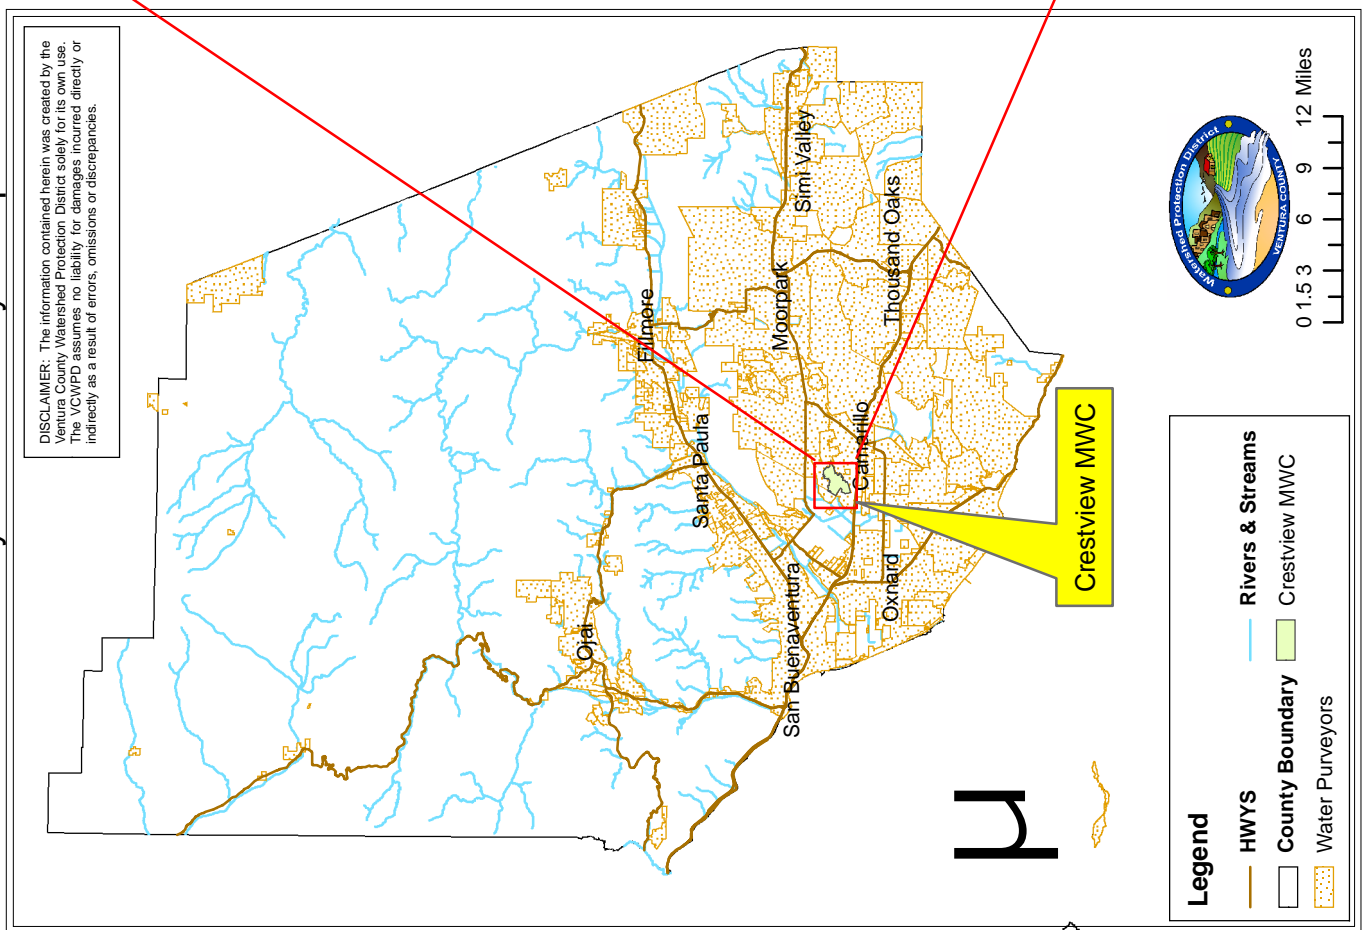 DISCLAIMER: The information contained herein was created by the
Ventura County Watershed Protection District solely for its own use.
The VCWPD assumes no liability for damages incurred directly or
indirectly as a result of errors, omissions or discrepancies.
Ojai
Fillmore
Santa Paula
San Buenaventura
Moorpark
Simi Valley
Camarillo
Thousand Oaks
Oxnard
Crestview MWC
µ
Watershed Protection District
VENTURA COUNTY
0 1.5 3 6 9 12 Miles
Legend
HWYS
County Boundary
Water Purveyors
Rivers & Streams
Crestview MWC